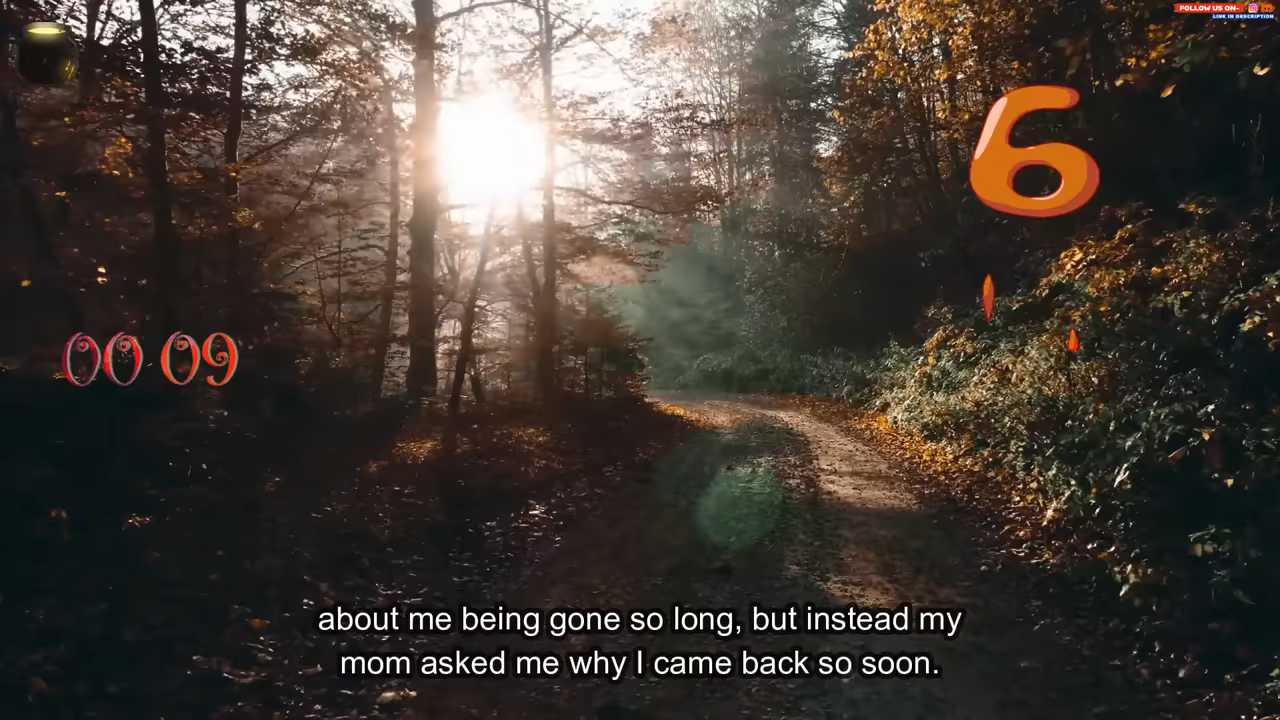 FOLLOW US ON-
LINK IN DESCRIPTION
6
00 09
about me being gone so long, but instead my
mom asked me why I came back so soon.